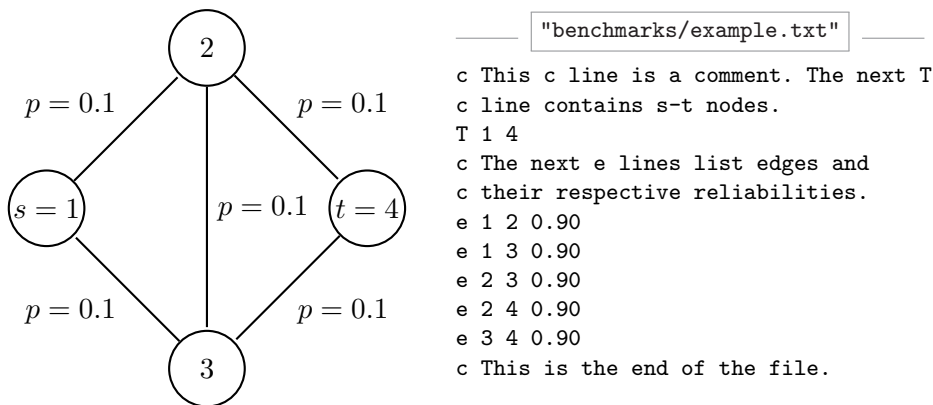 2
p = 0.1
p = 0.1
s = 1
p = 0.1
t = 4
p = 0.1
p = 0.1
3
"benchmarks/example.txt"
c This c line is a comment. The next T
c line contains s-t nodes.
T 1 4
c The next e lines list edges and
c their respective reliabilities.
e 1 2 0.90
e 1 3 0.90
e 2 3 0.90
e 2 4 0.90
e 3 4 0.90
c This is the end of the file.